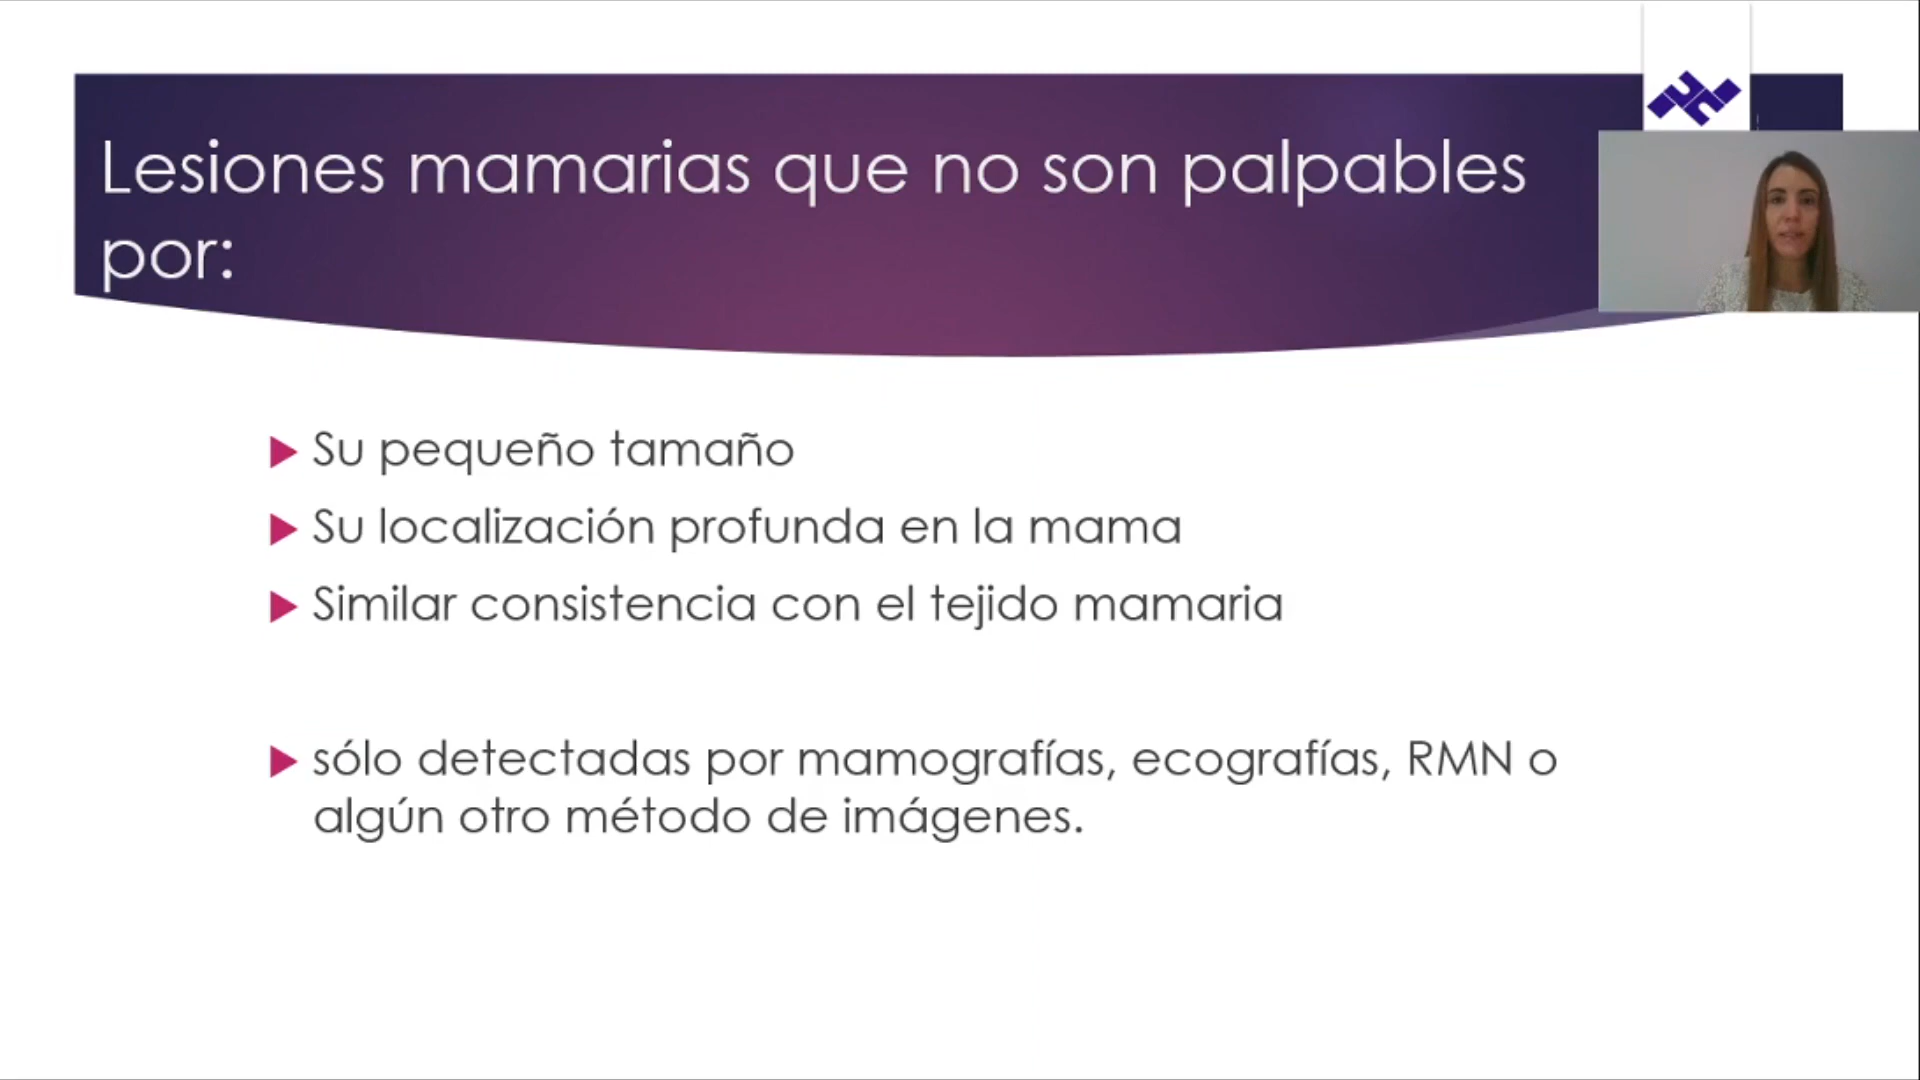 Lesiones mamarias que no son palpables
por:
Su pequeño tamaño
Su localización profunda en la mama
Similar consistencia con el tejido mamaria
sólo detectadas por mamografías, ecografías, RMN o
algún otro método de imágenes.